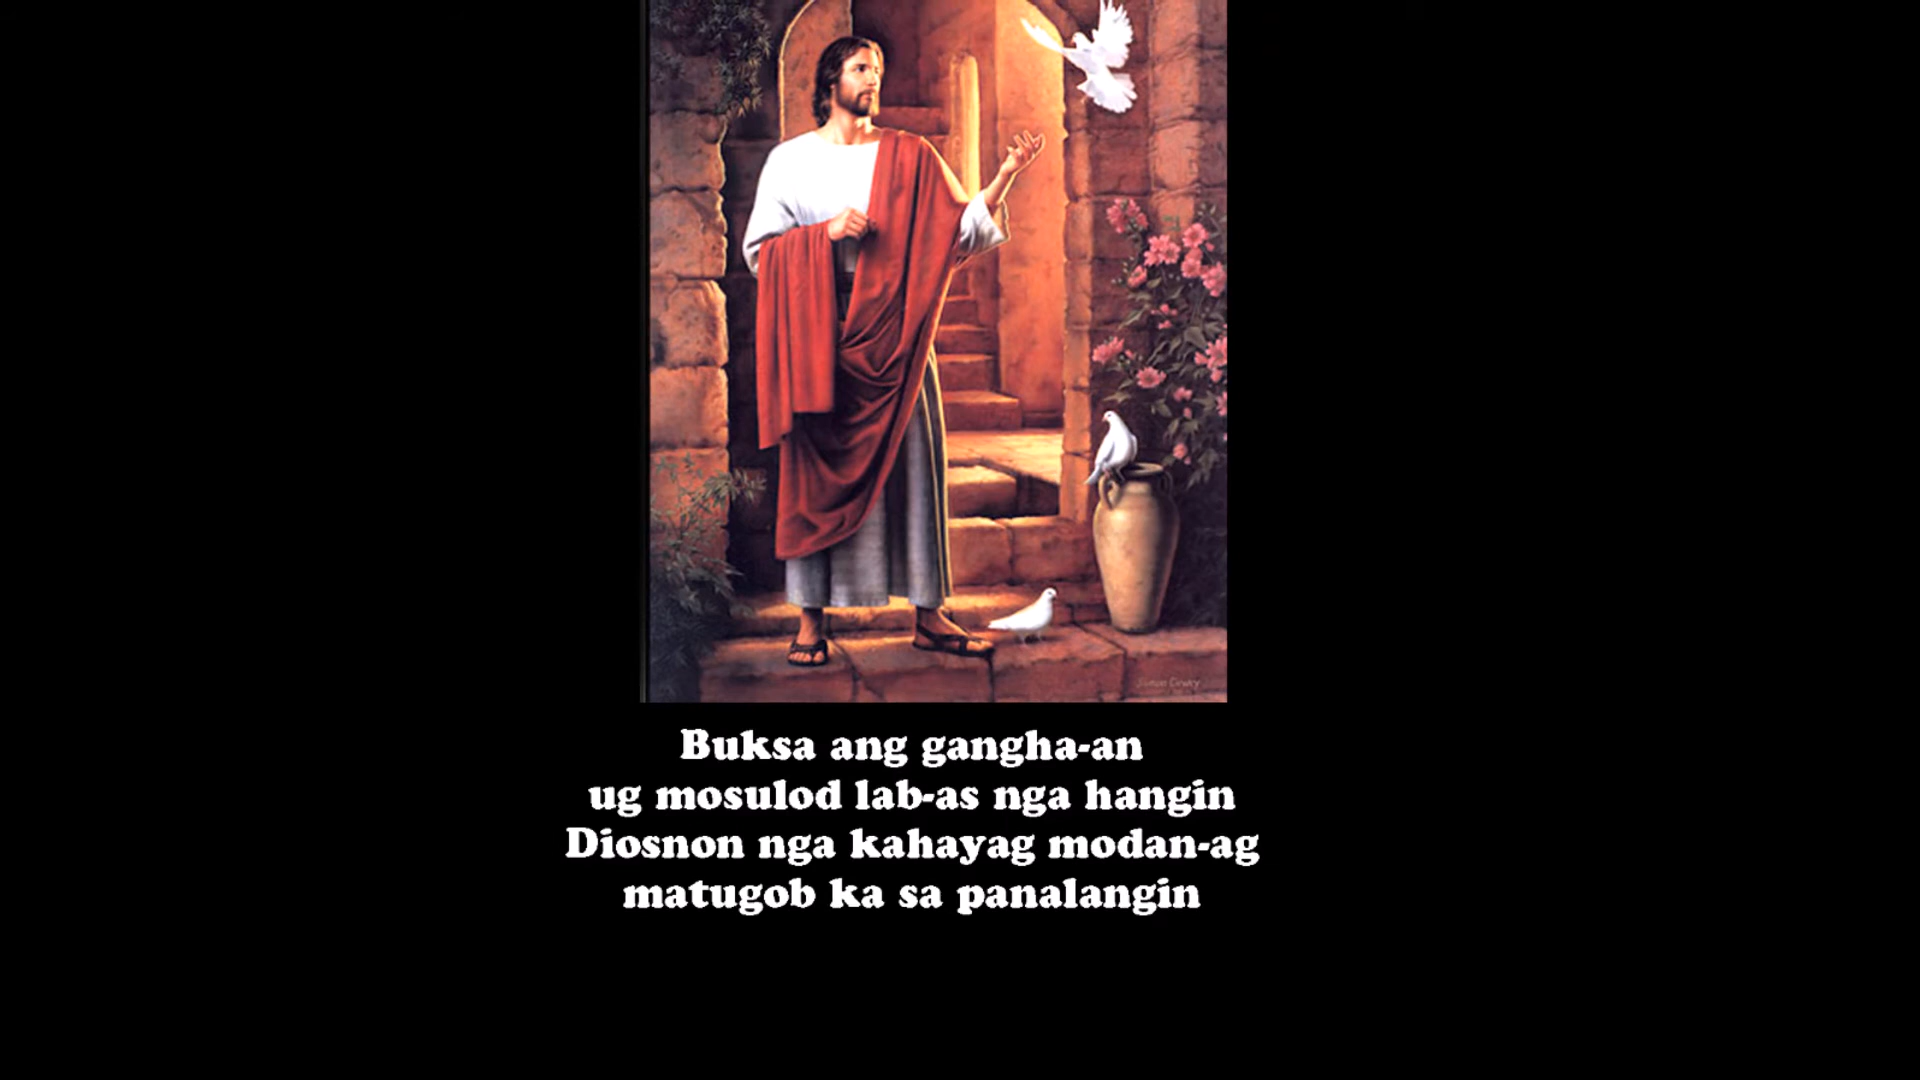 Buksa ang gangha-an
ug mosulod lab-as nga hangin
Diosnon nga kahayag modan-ag
matugob ka sa panalangin